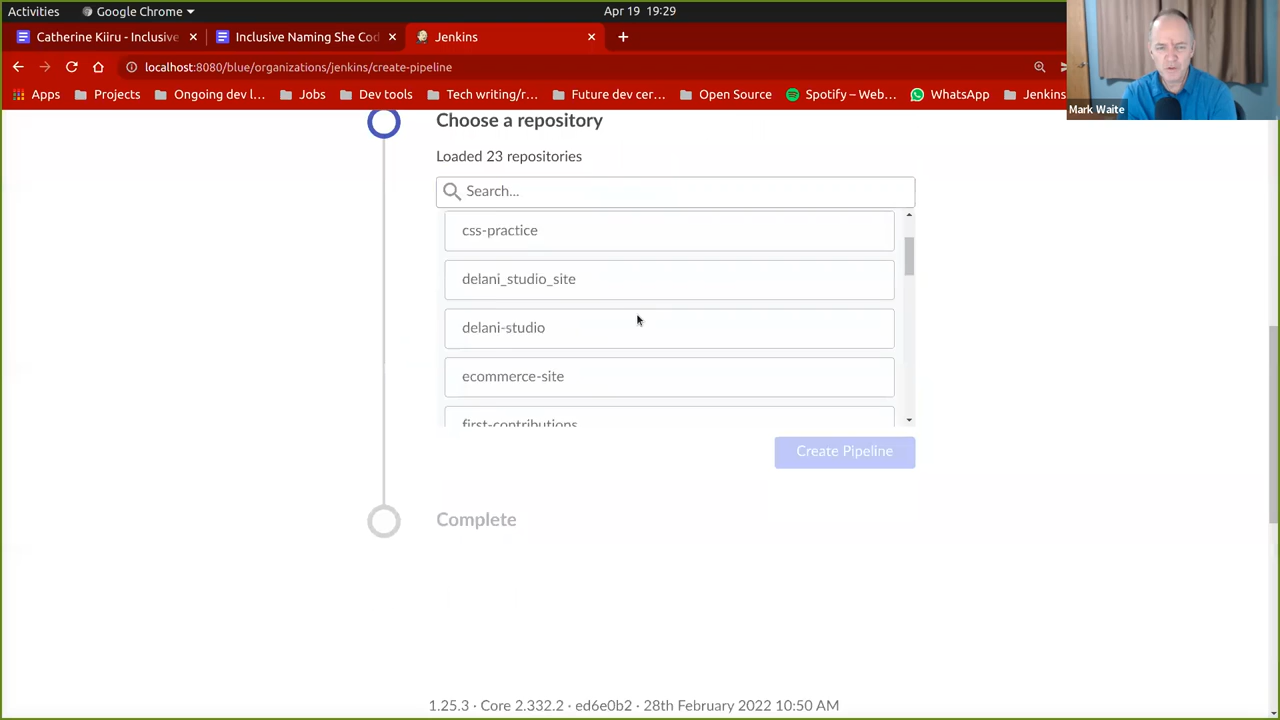 Activities
Google Chrome
Apr 19 19:29
Catherine Kiiru - Inclusive
Inclusive Naming She Cod
Jenkins
localhost:8080/blue/organizations/jenkins/create-pipeline
Apps
Projects
Ongoing dev l...
Jobs
Dev tools
Tech writing/r...
Future dev cer...
Open Source
Spotify – Web...
WhatsApp
Jenkins
Mark Waite
Choose a repository
Loaded 23 repositories
Search...
css-practice
delani_studio_site
delani-studio
ecommerce-site
first-contributions
Create Pipeline
Complete
1.25.3 · Core 2.332.2 · ed6e0b2 · 28th February 2022 10:50 AM